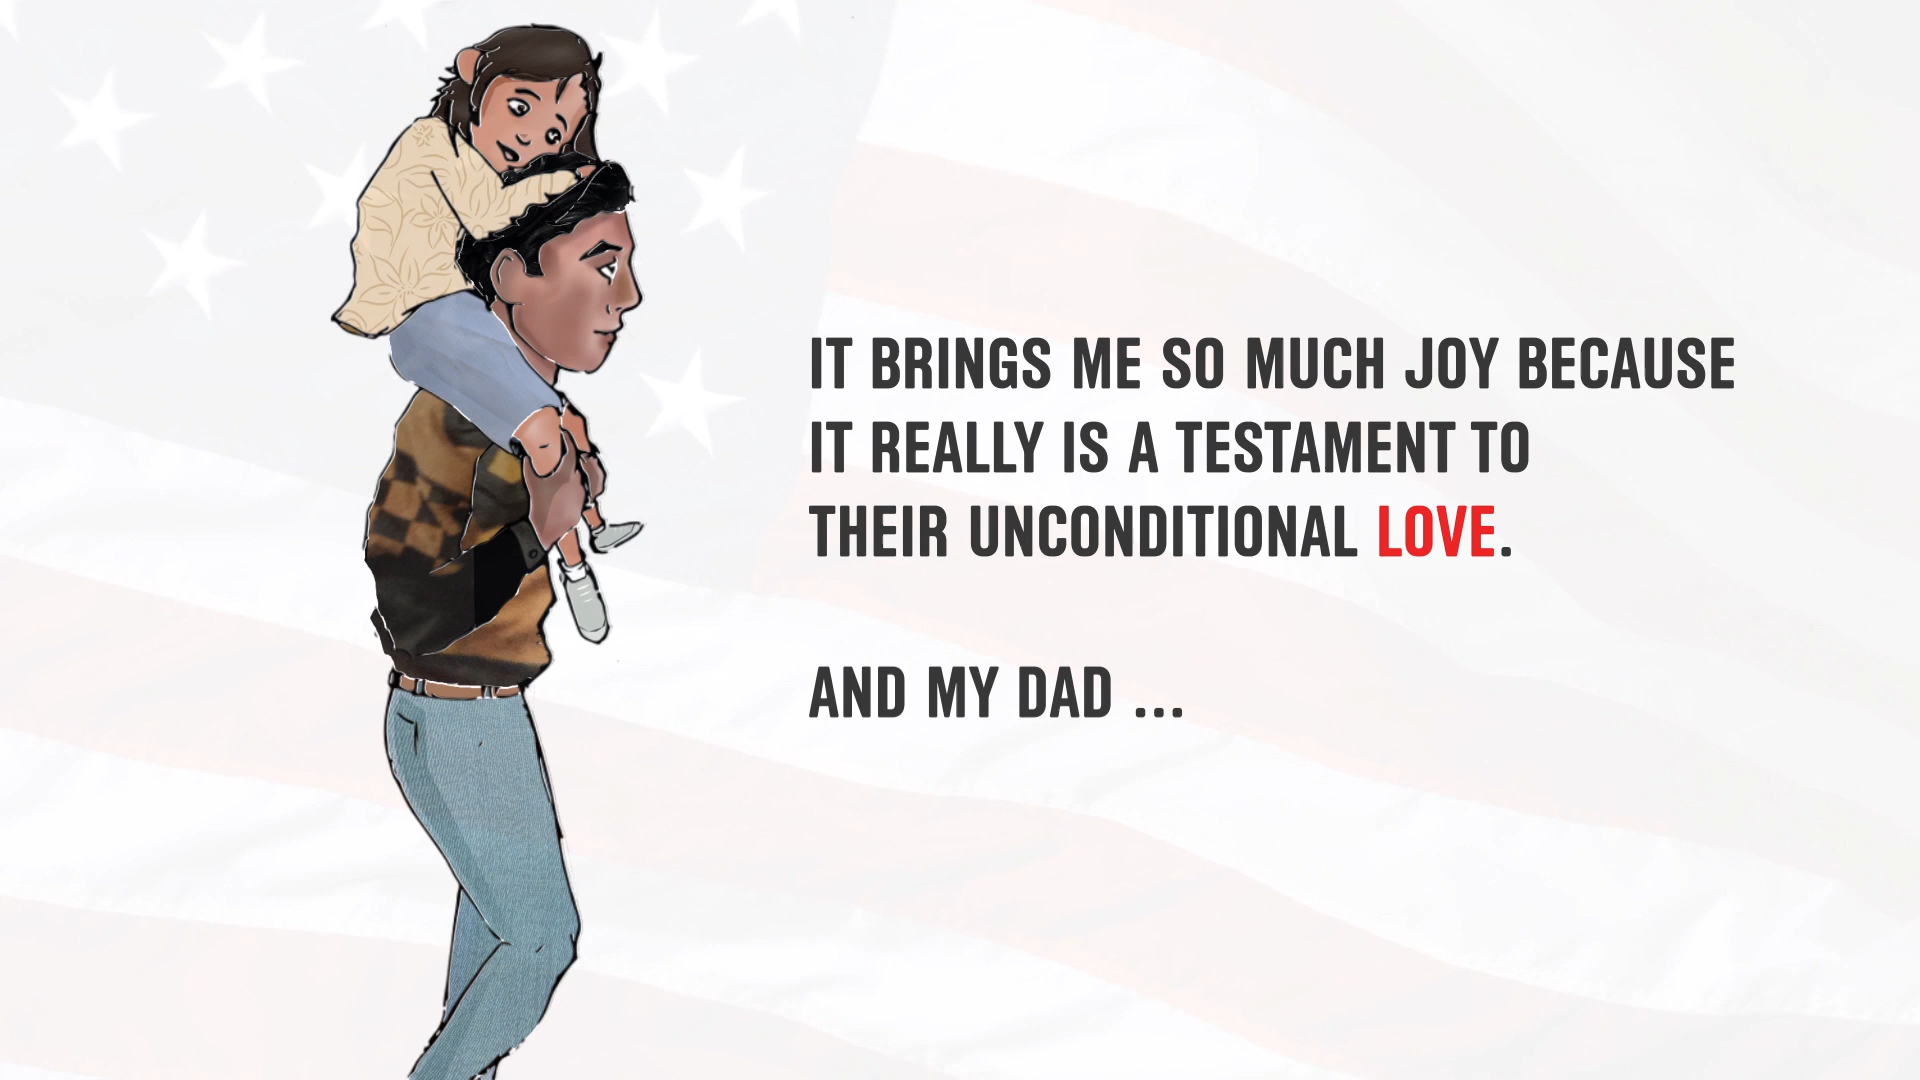 IT BRINGS ME SO MUCH JOY BECAUSE
IT REALLY IS A TESTAMENT TO
THEIR UNCONDITIONAL LOVE.
AND MY DAD ...